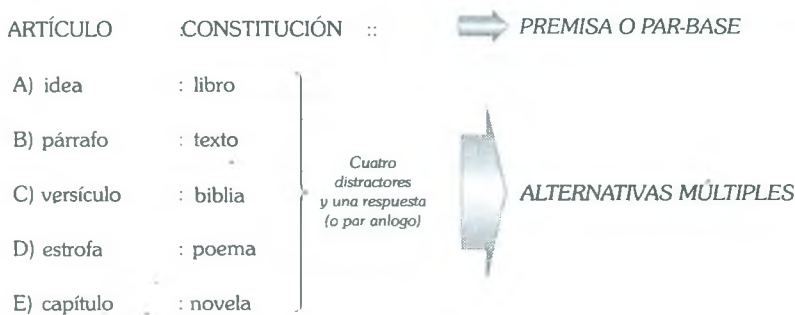 ARTÍCULO :CONSTITUCIÓN :: PREMISA O PAR-BASE
A) idea : libro
B) párrafo : texto
C) versículo : biblia
D) estrofa : poema
E) capítulo : novela
Cuatro
distractores
y una respuesta
(o par anlogo)
ALTERNATIVAS MÚLTIPLES